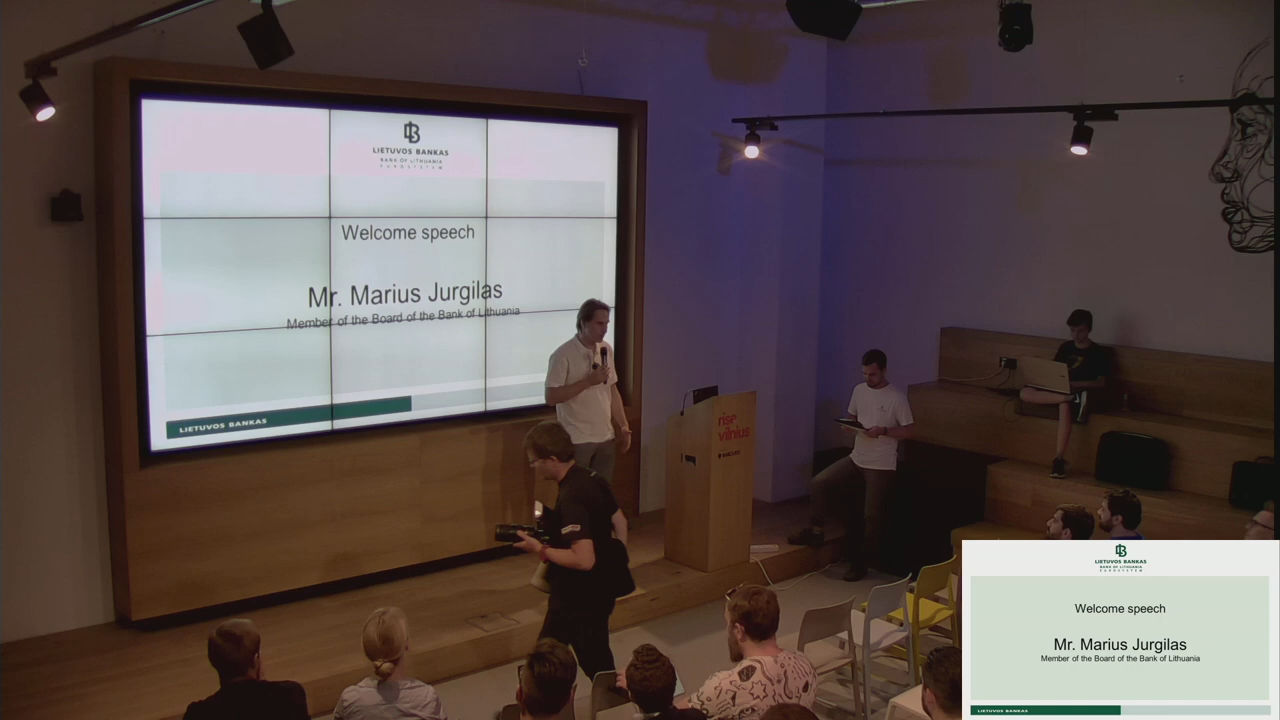 LIETUVOS BANKAS
BANK OF LITHUANIA
EUROSYSTEM
Welcome speech
Mr. Marius Jurgilas
Member of the Board of the Bank of Lithuania
LIETUVOS BANKAS
rise
vilnius
LIETUVOS BANKAS
BANK OF LITHUANIA
EUROSYSTEM
Welcome speech
Mr. Marius Jurgilas
Member of the Board of the Bank of Lithuania
LIETUVOS BANKAS